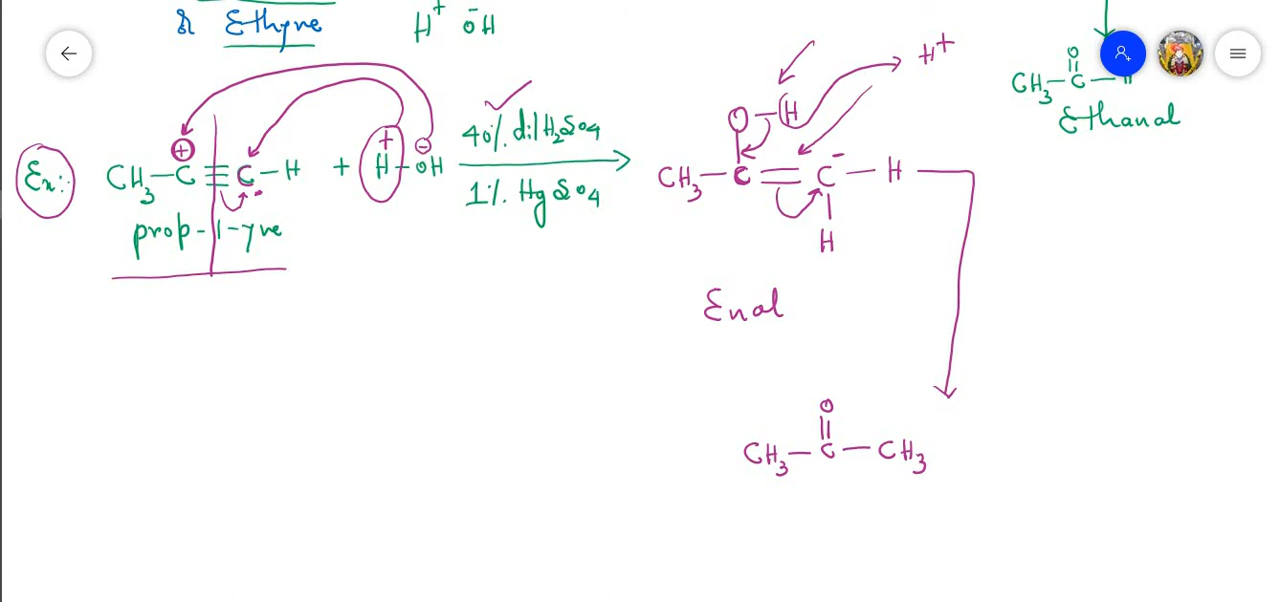 & Ethyne H⁺ ōH
Ex:
CH₃–C≡C–H + H–OH
⊕ + ⊖
40% dil H₂SO₄
1% HgSO₄
prop-1-yne
O–H H⁺
CH₃–C=C⁻–H
H
Enol
O
CH₃–C–CH₃
O
CH₃–C–H
Ethanal